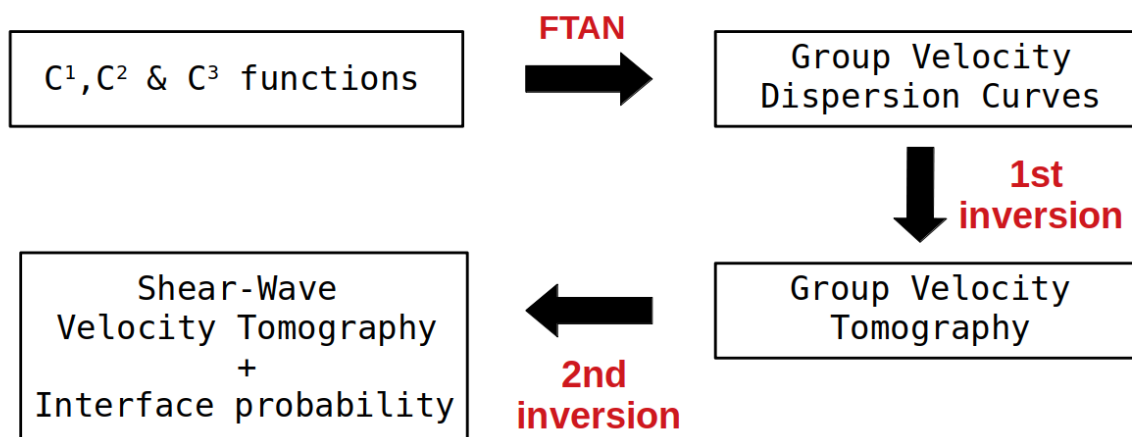 C¹,C² & C³ functions
FTAN
Group Velocity
Dispersion Curves
1st
inversion
Group Velocity
Tomography
2nd
inversion
Shear-Wave
Velocity Tomography
+
Interface probability